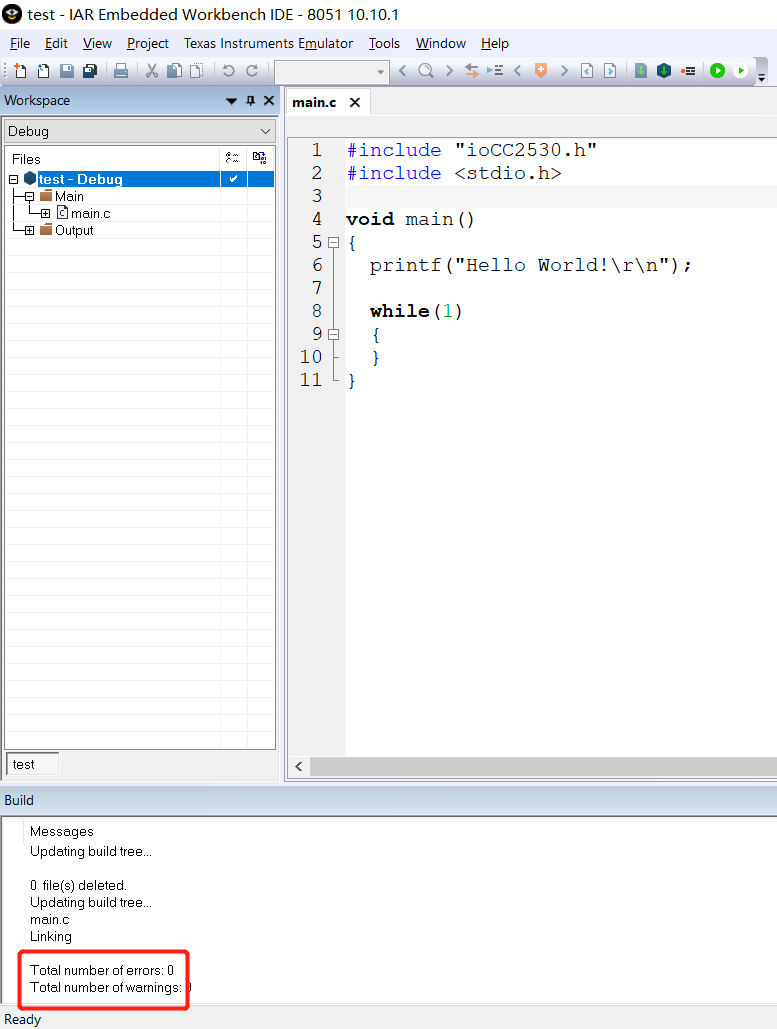 test - IAR Embedded Workbench IDE - 8051 10.10.1
File Edit View Project Texas Instruments Emulator Tools Window Help
Workspace
main.c
Debug
Files
test - Debug
Main
main.c
Output
1 #include "ioCC2530.h"
2 #include <stdio.h>
3
4 void main()
5 {
6 printf("Hello World!\r\n");
7
8 while(1)
9 {
10 }
11 }
test
Build
Messages
Updating build tree...
0 file(s) deleted.
Updating build tree...
main.c
Linking
Total number of errors: 0
Total number of warnings: 0
Ready